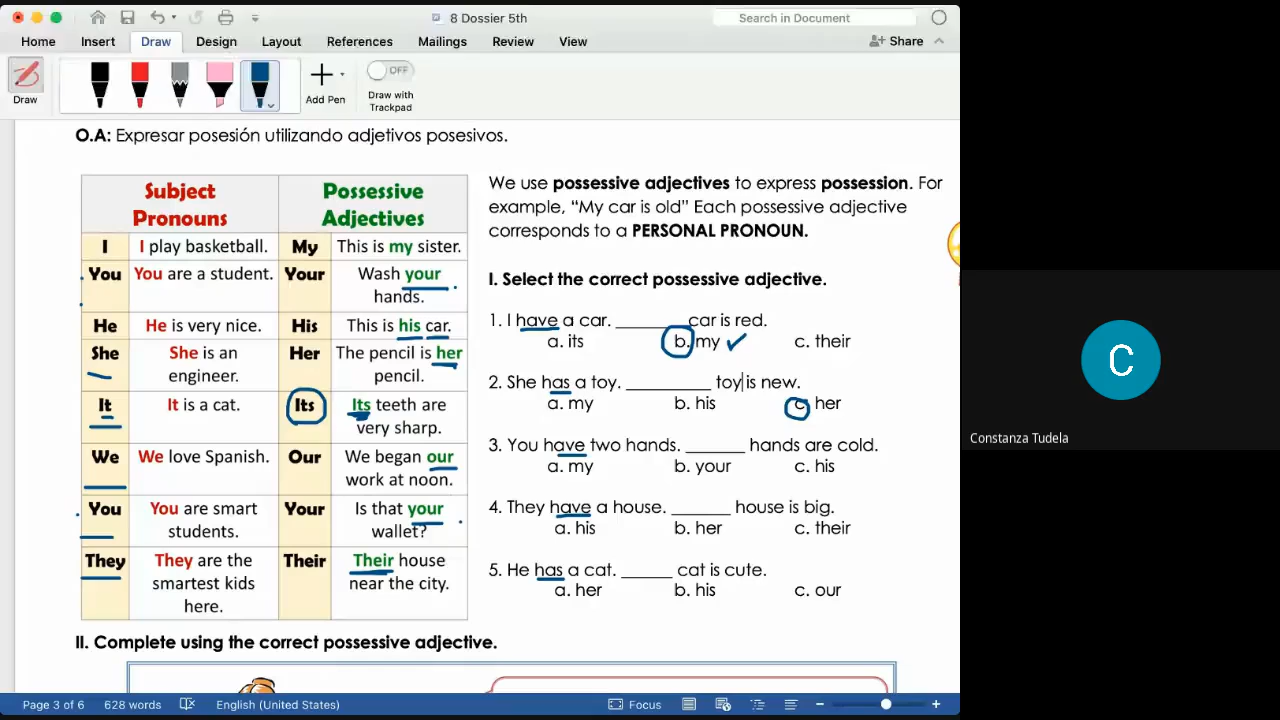 8 Dossier 5th
Search in Document
Home Insert Draw Design Layout References Mailings Review View Share
OFF
Draw Add Pen Draw with
Trackpad
O.A: Expresar posesión utilizando adjetivos posesivos.
Subject Pronouns Possessive Adjectives
I I play basketball. My This is my sister.
You You are a student. Your Wash your hands.
He He is very nice. His This is his car.
She She is an engineer. Her The pencil is her pencil.
It It is a cat. Its Its teeth are very sharp.
We We love Spanish. Our We began our work at noon.
You You are smart students. Your Is that your wallet?
They They are the smartest kids here. Their Their house near the city.
We use possessive adjectives to express possession. For
example, “My car is old” Each possessive adjective
corresponds to a PERSONAL PRONOUN.
I. Select the correct possessive adjective.
1. I have a car. ________ car is red.
a. its b. my c. their
2. She has a toy. __________ toy is new.
a. my b. his c. her
3. You have two hands. _______ hands are cold.
a. my b. your c. his
4. They have a house. _______ house is big.
a. his b. her c. their
5. He has a cat. ______ cat is cute.
a. her b. his c. our
II. Complete using the correct possessive adjective.
Page 3 of 6 628 words English (United States) Focus
C
Constanza Tudela